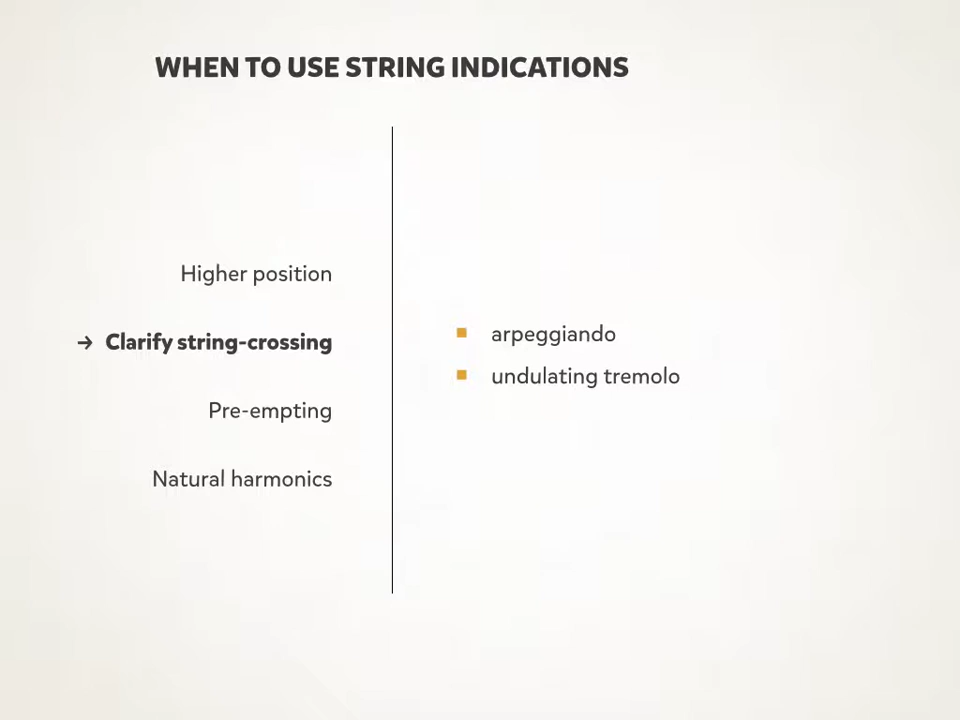 WHEN TO USE STRING INDICATIONS
Higher position
→ Clarify string-crossing
Pre-empting
Natural harmonics
■ arpeggiando
■ undulating tremolo